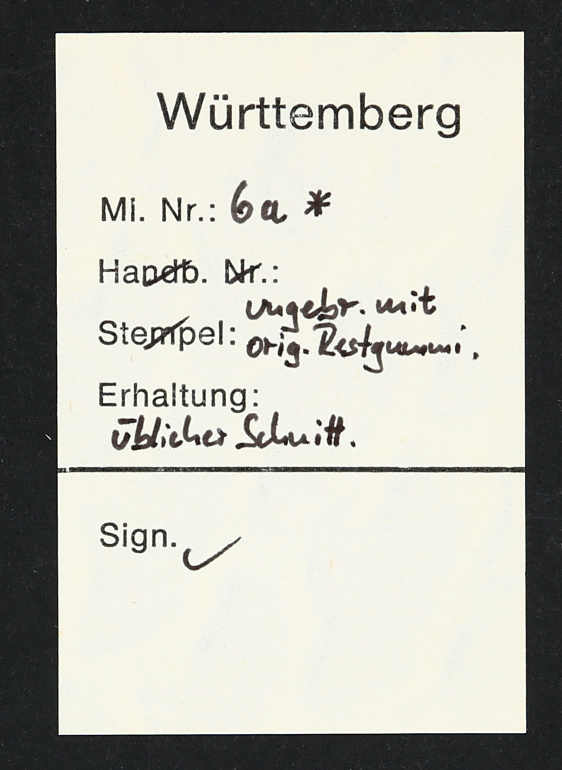 Württemberg
Mi. Nr.: 6a *
Handb. Nr.:
ungebr. mit
Stempel: orig. Restgummi.
Erhaltung:
üblicher Schnitt.
Sign. ✓